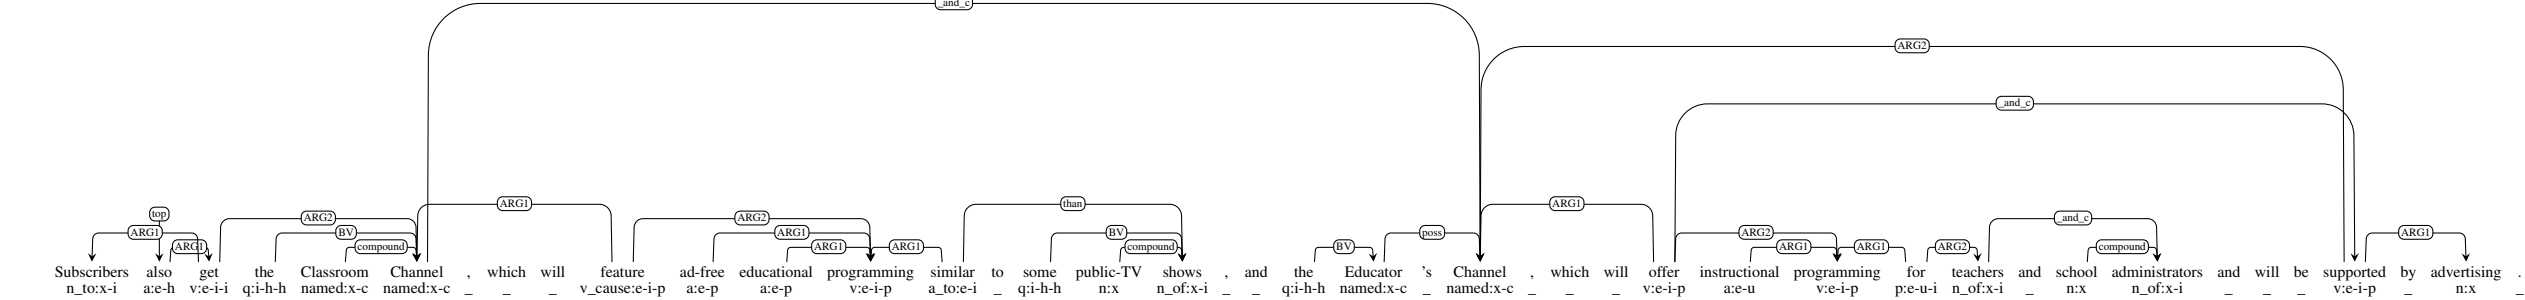 _and_c
ARG2
_and_c
ARG1 than ARG1
top ARG2 ARG2 _and_c
ARG1 BV ARG1 BV poss ARG2 ARG1
ARG1 compound ARG1 ARG1 compound BV ARG1 ARG1 ARG2 compound
Subscribers also get the Classroom Channel , which will feature ad-free educational programming similar to some public-TV shows , and the Educator 's Channel , which will offer instructional programming for teachers and school administrators and will be supported by advertising .
n_to:x-i a:e-h v:e-i-i q:i-h-h named:x-c named:x-c _ _ _ v_cause:e-i-p a:e-p a:e-p v:e-i-p a_to:e-i _ q:i-h-h n:x n_of:x-i _ _ q:i-h-h named:x-c _ named:x-c _ _ _ v:e-i-p a:e-u v:e-i-p p:e-u-i n_of:x-i _ n:x n_of:x-i _ _ _ v:e-i-p _ n:x _